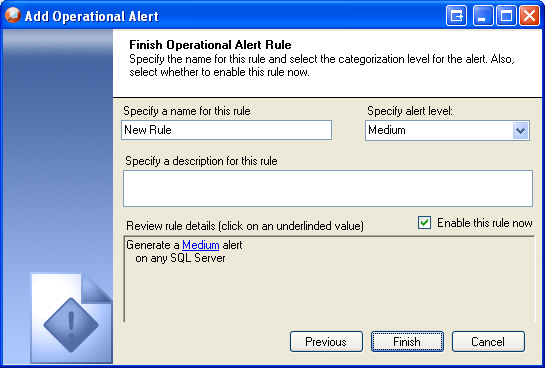 Add Operational Alert
Finish Operational Alert Rule
Specify the name for this rule and select the categorization level for the alert. Also,
select whether to enable this rule now.
Specify a name for this rule
Specify alert level:
New Rule
Medium
Specify a description for this rule
Review rule details (click on an underlinded value)
Enable this rule now
Generate a Medium alert
on any SQL Server
Previous
Finish
Cancel